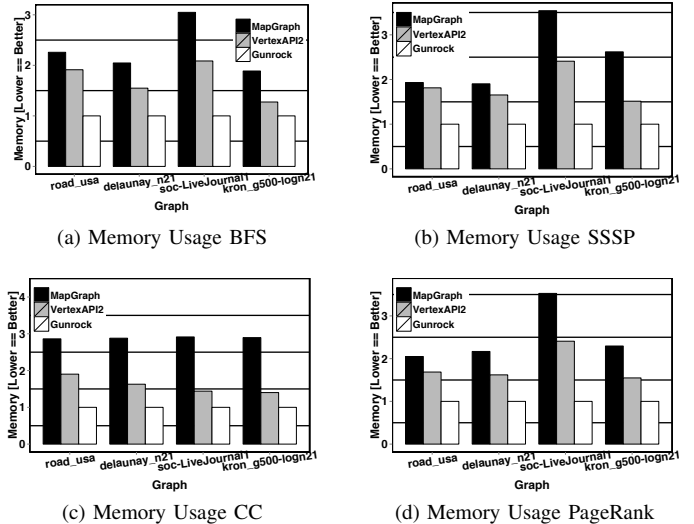 Memory [Lower == Better]
3
2
1
0
MapGraph
VertexAPI2
Gunrock
road_usa
delaunay_n21
soc-LiveJournal1
kron_g500-logn21
Graph
(a) Memory Usage BFS
Memory [Lower == Better]
3
2
1
0
MapGraph
VertexAPI2
Gunrock
road_usa
delaunay_n21
soc-LiveJournal1
kron_g500-logn21
Graph
(b) Memory Usage SSSP
Memory [Lower == Better]
4
3
2
1
0
MapGraph
VertexAPI2
Gunrock
road_usa
delaunay_n21
soc-LiveJournal1
kron_g500-logn21
Graph
(c) Memory Usage CC
Memory [Lower == Better]
3
2
1
0
MapGraph
VertexAPI2
Gunrock
road_usa
delaunay_n21
soc-LiveJournal1
kron_g500-logn21
Graph
(d) Memory Usage PageRank